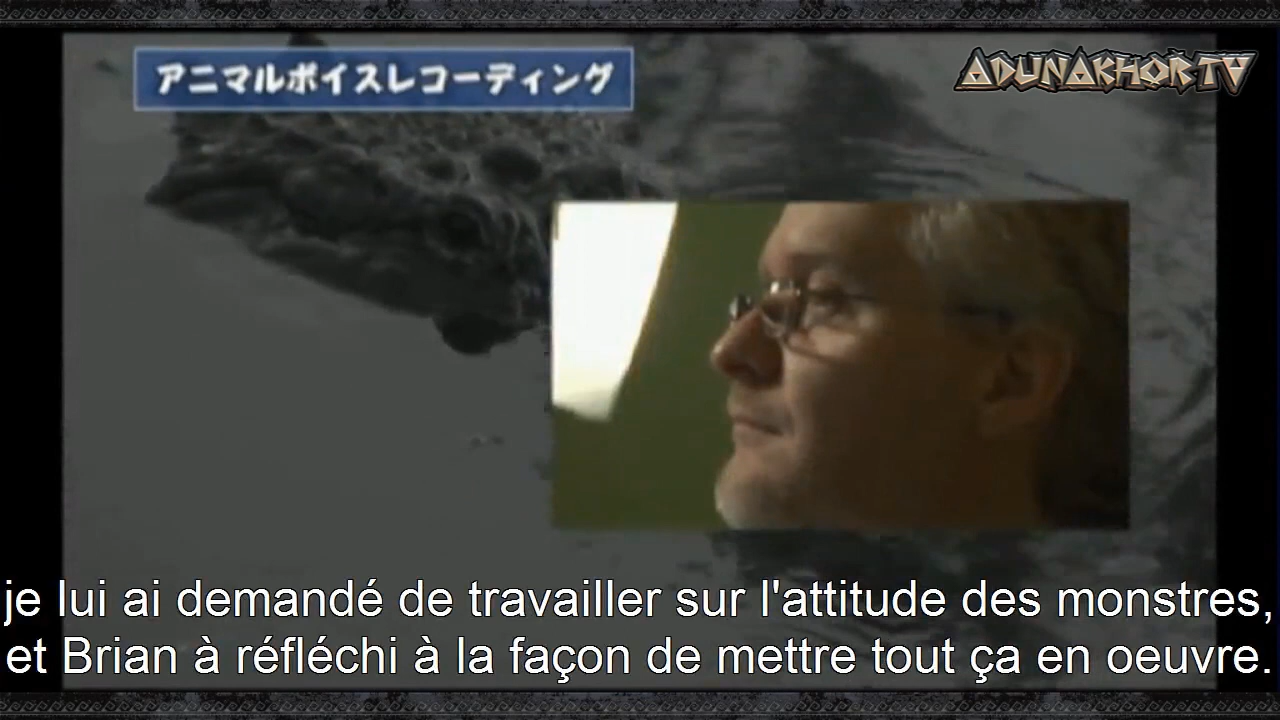 アニマルボイスレコーディング
ADUNAKHOR TV
je lui ai demandé de travailler sur l'attitude des monstres,
et Brian à réfléchi à la façon de mettre tout ça en oeuvre.